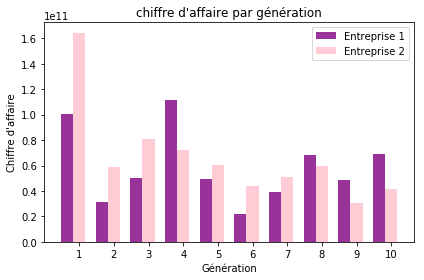 chiffre d'affaire par génération
1e11
Entreprise 1
Entreprise 2
Chiffre d'affaire
1.6
1.4
1.2
1.0
0.8
0.6
0.4
0.2
0.0
1 2 3 4 5 6 7 8 9 10
Génération